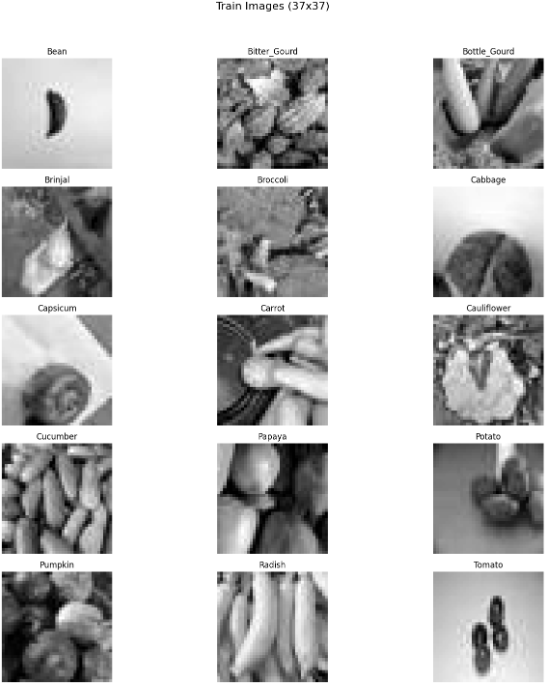 Train Images (37x37)
Bean
Bitter_Gourd
Bottle_Gourd
Brinjal
Broccoli
Cabbage
Capsicum
Carrot
Cauliflower
Cucumber
Papaya
Potato
Pumpkin
Radish
Tomato